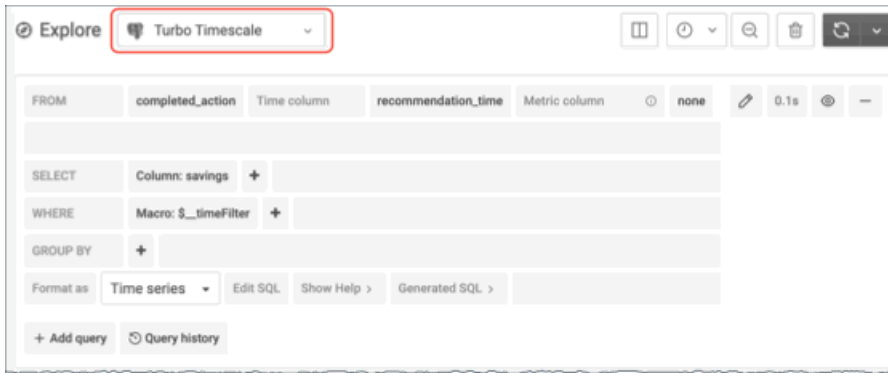 Explore Turbo Timescale
FROM completed_action Time column recommendation_time Metric column none 0.1s
SELECT Column: savings +
WHERE Macro: $__timeFilter +
GROUP BY +
Format as Time series Edit SQL Show Help > Generated SQL >
+ Add query Query history